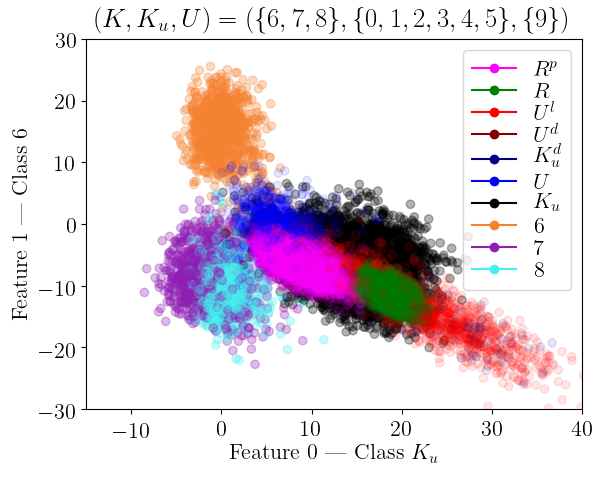 (K, K_u, U) = ({6, 7, 8}, {0, 1, 2, 3, 4, 5}, {9})
30
20
10
0
−10
−20
−30
Feature 1 — Class 6
R^p
R
U^l
U^d
K_u^d
U
K_u
6
7
8
−10
0
10
20
30
40
Feature 0 — Class K_u